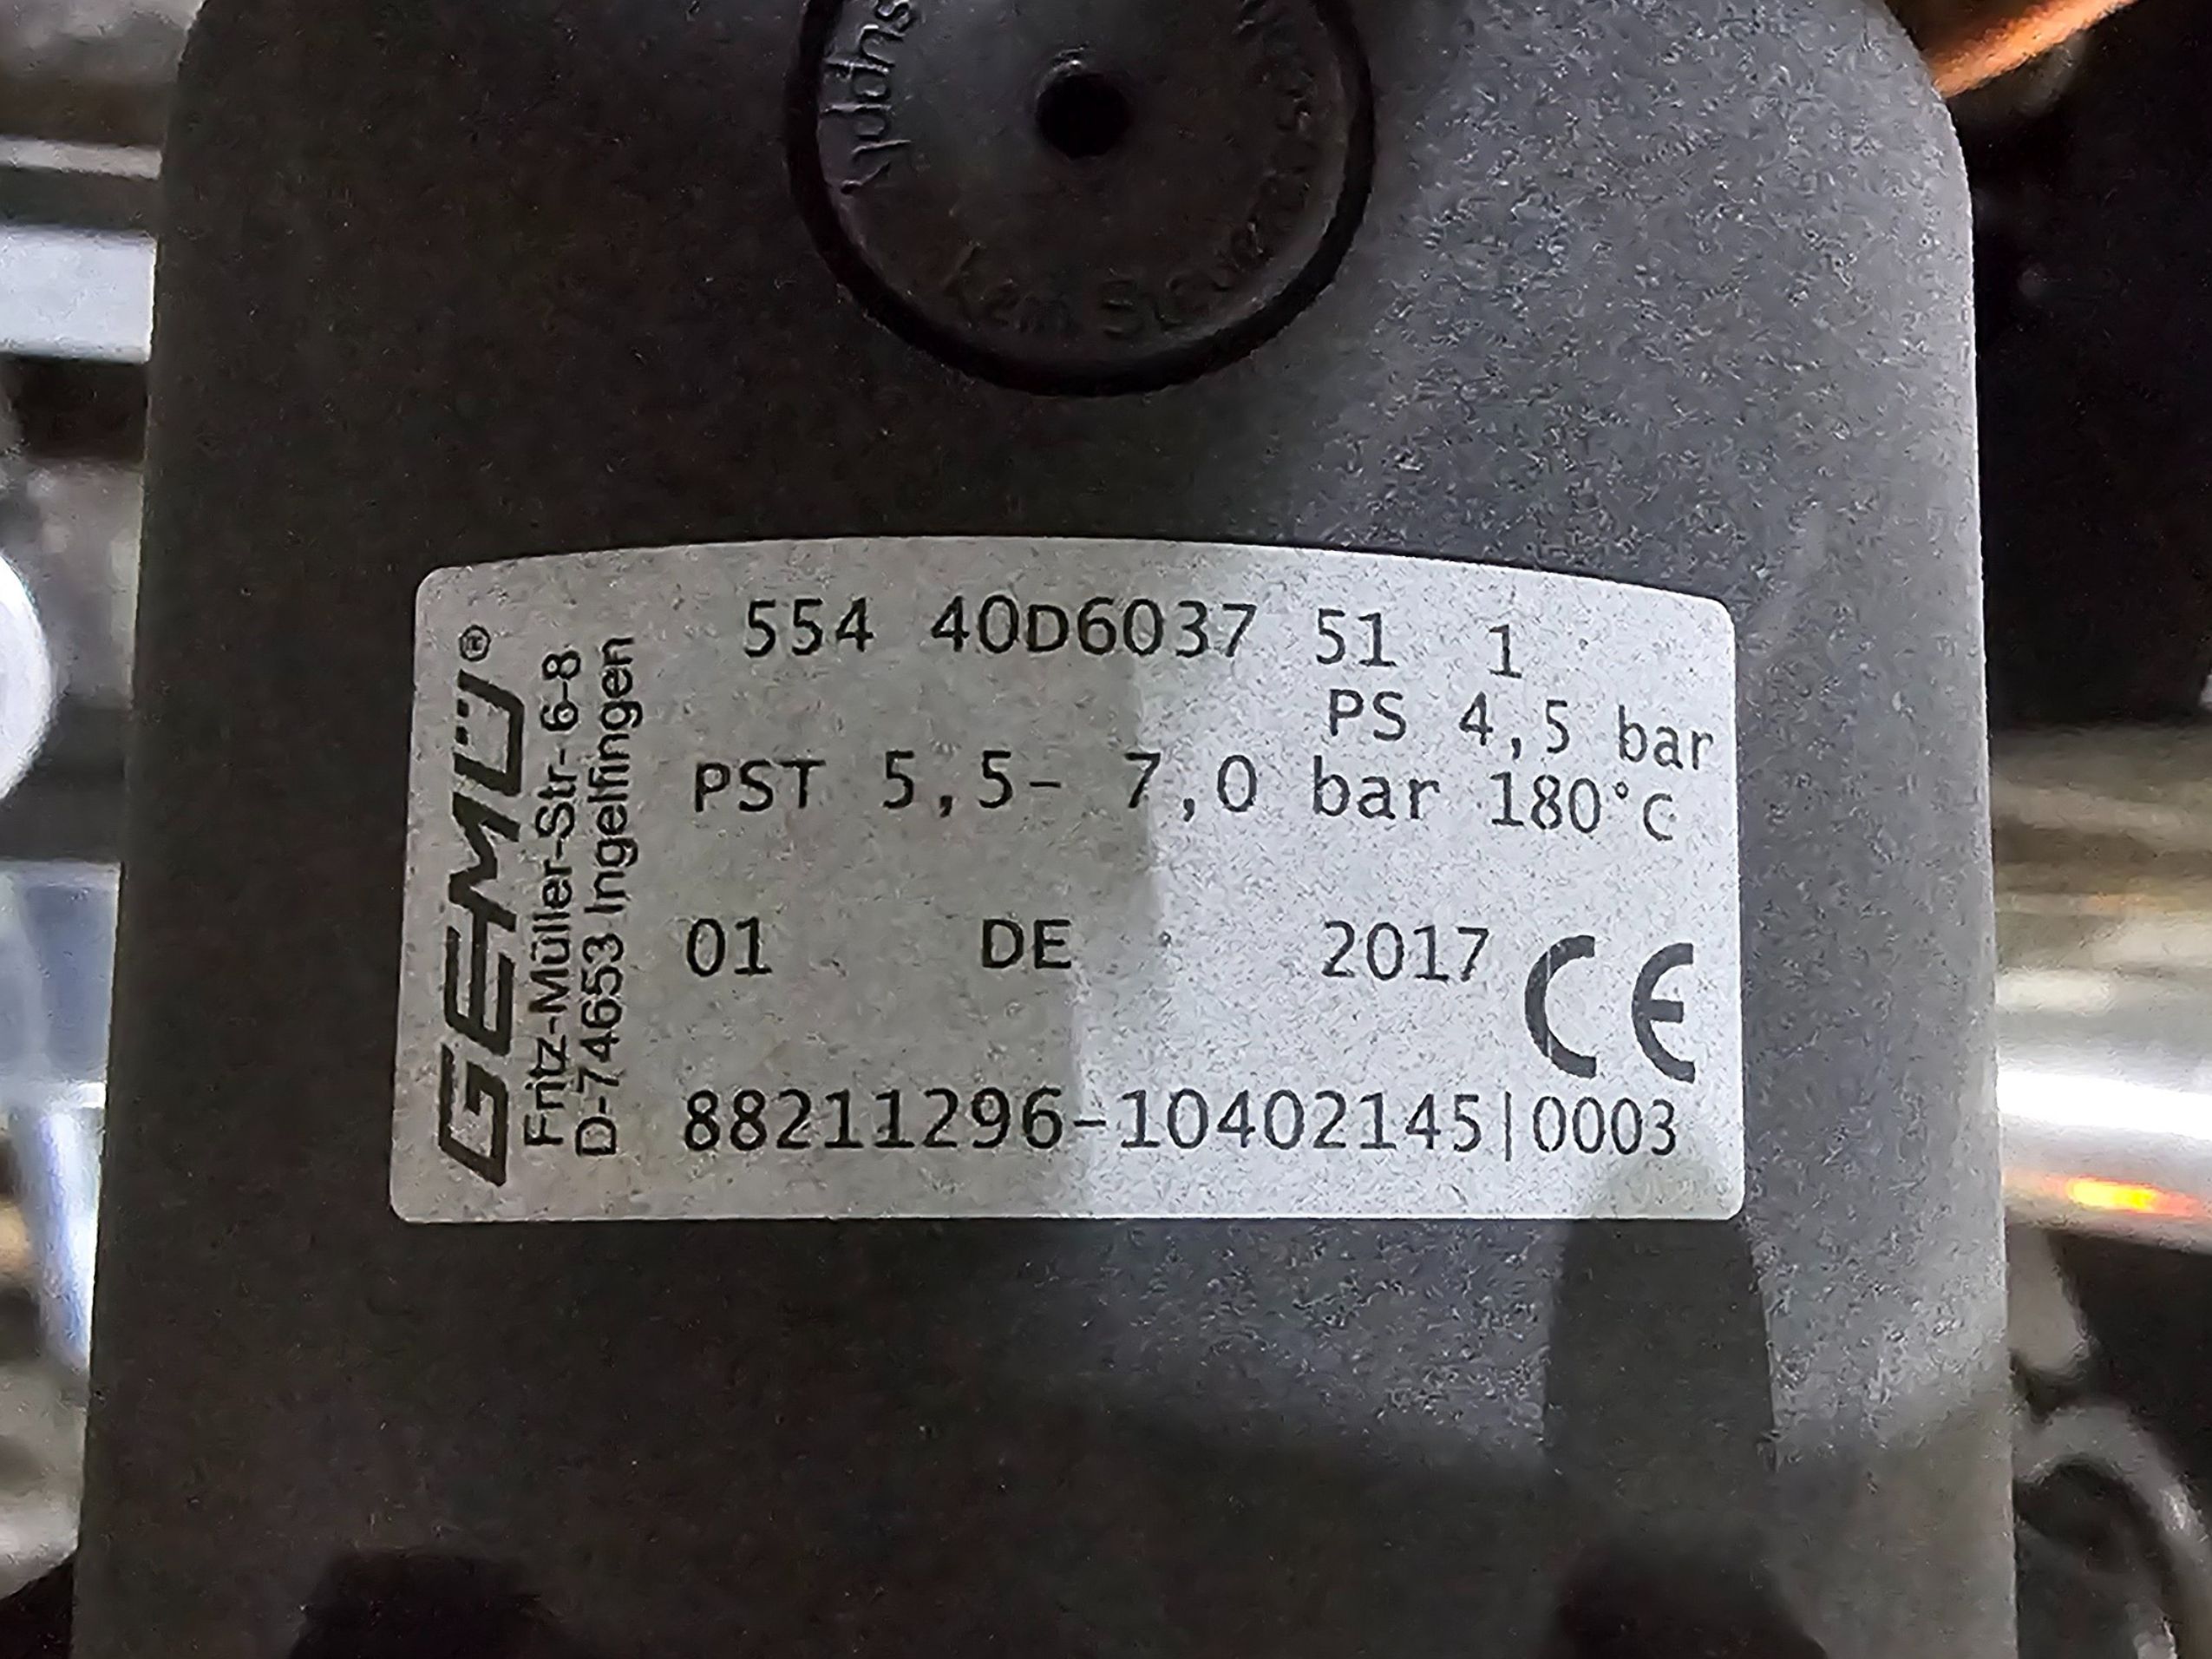 554 40D6037 51 1
PS 4,5 bar
PST 5,5- 7,0 bar 180°C
01 DE 2017 CE
88211296-10402145|0003
GEMÜ®
Fritz-Müller-Str. 6-8
D-74653 Ingelfingen
Kein